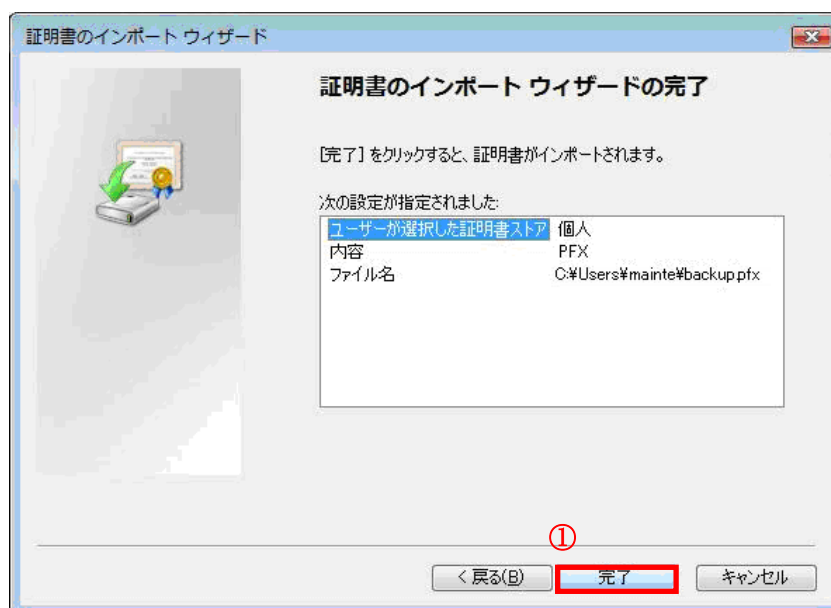 証明書のインポート ウィザード
証明書のインポート ウィザードの完了
[完了] をクリックすると、証明書がインポートされます。
次の設定が指定されました:
ユーザーが選択した証明書ストア 個人
内容 PFX
ファイル名 C:¥Users¥mainte¥backup.pfx
①
< 戻る(B) 完了 キャンセル